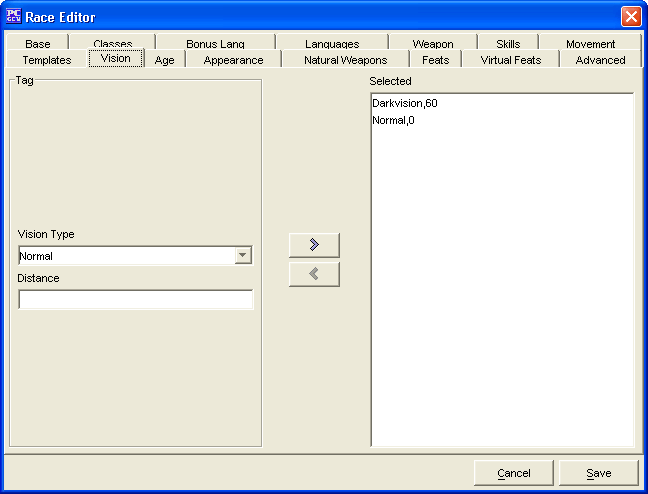 PC GEN Race Editor
Base Classes Bonus Lang Languages Weapon Skills Movement
Templates Vision Age Appearance Natural Weapons Feats Virtual Feats Advanced
Tag
Selected
Darkvision,60
Normal,0
Vision Type
Normal
Distance
Cancel Save